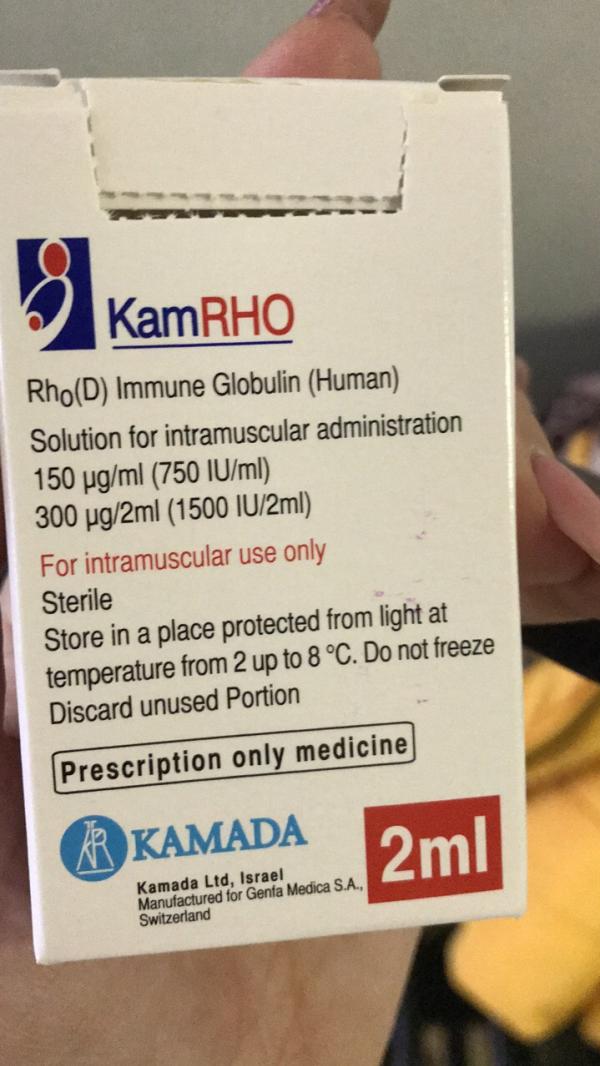 KamRHO
Rho(D) Immune Globulin (Human)
Solution for intramuscular administration
150 µg/ml (750 IU/ml)
300 µg/2ml (1500 IU/2ml)
For intramuscular use only
Sterile
Store in a place protected from light at
temperature from 2 up to 8 °C. Do not freeze
Discard unused Portion
Prescription only medicine
KAMADA
2ml
Kamada Ltd, Israel
Manufactured for Genfa Medica S.A.,
Switzerland